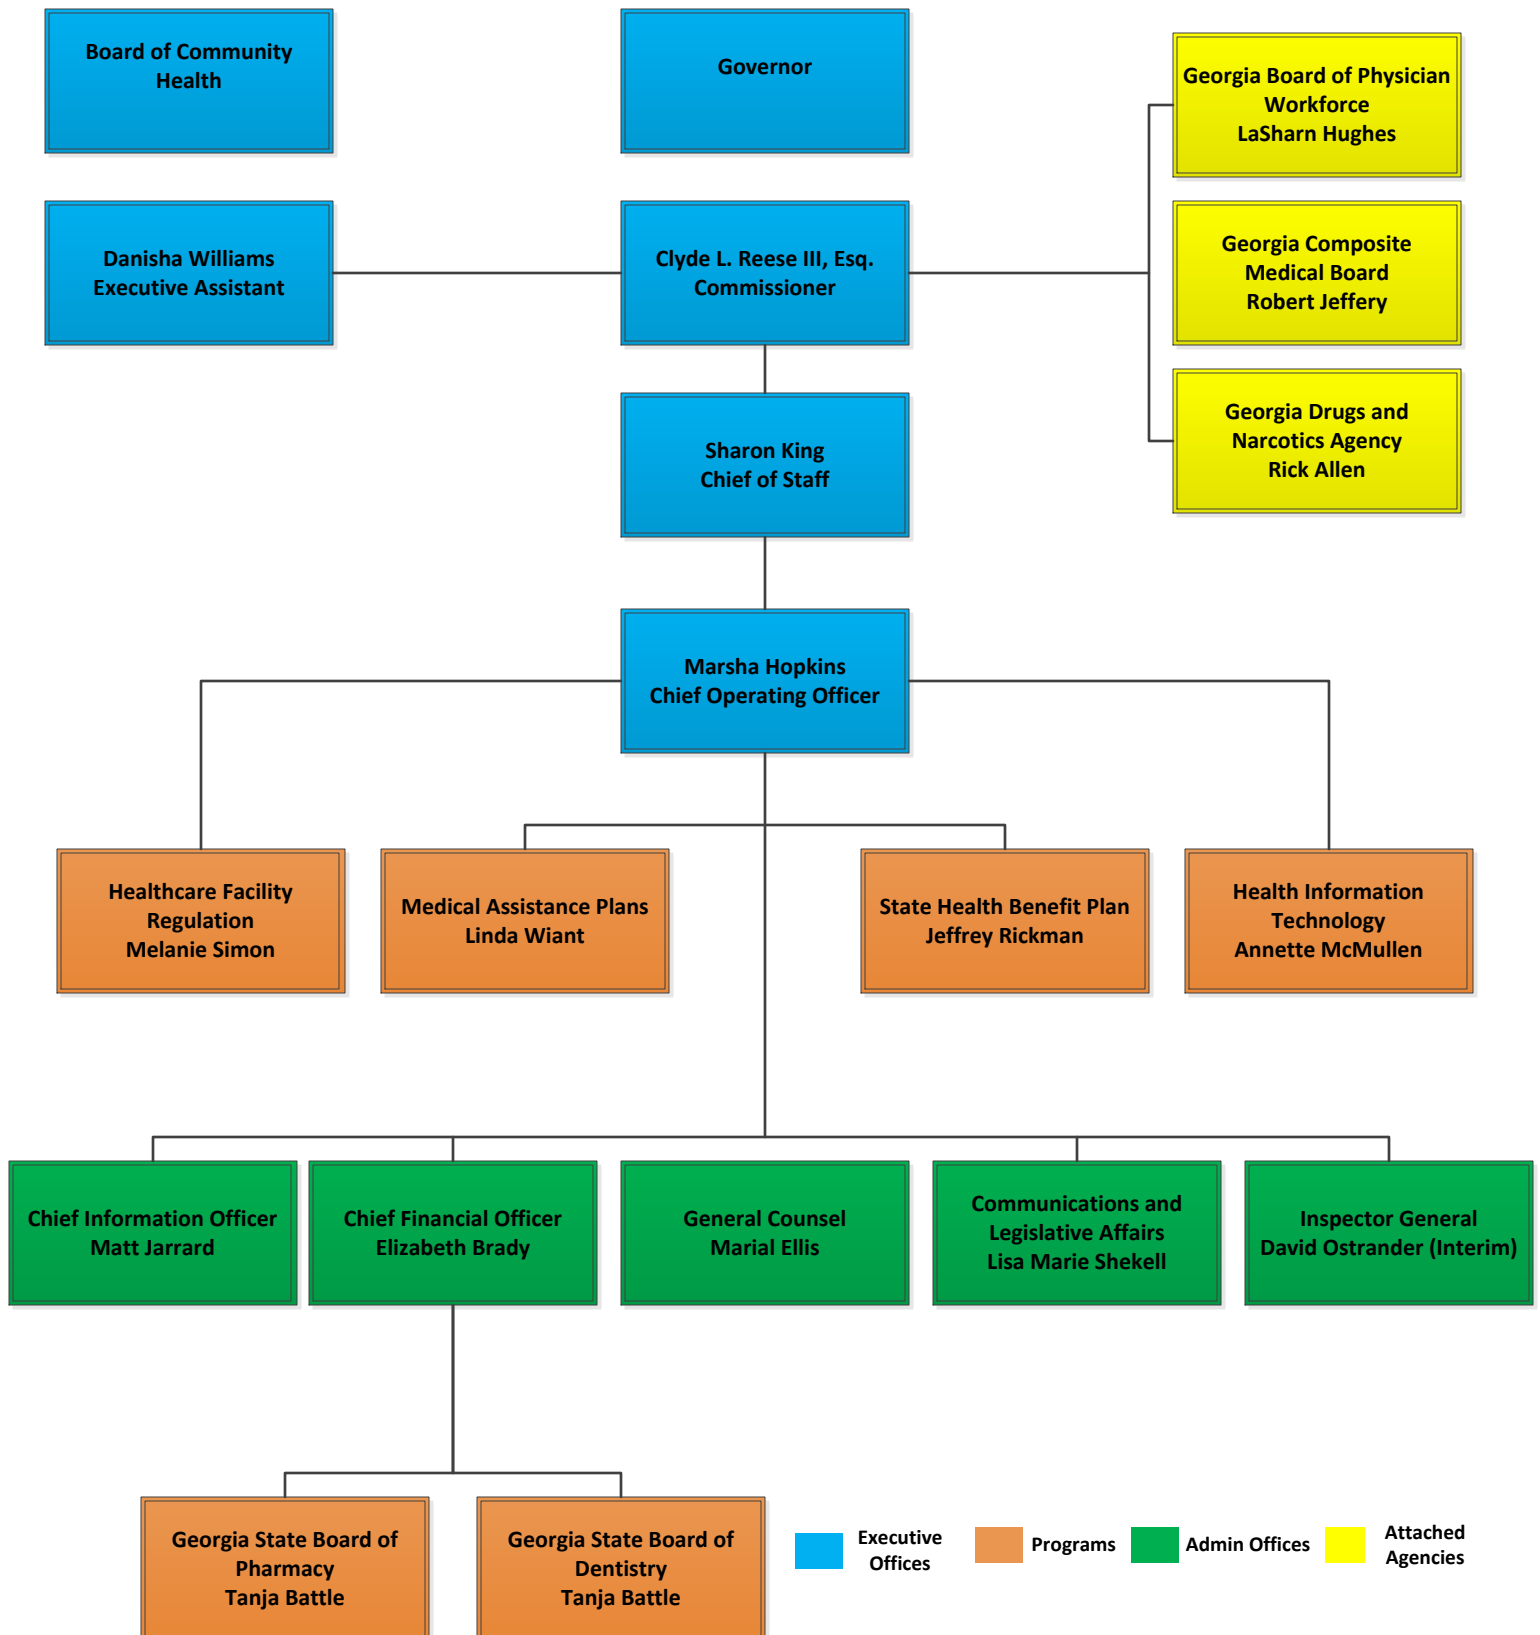 Board of Community
Health
Governor
Georgia Board of Physician
Workforce
LaSharn Hughes
Danisha Williams
Executive Assistant
Clyde L. Reese III, Esq.
Commissioner
Georgia Composite
Medical Board
Robert Jeffery
Sharon King
Chief of Staff
Georgia Drugs and
Narcotics Agency
Rick Allen
Marsha Hopkins
Chief Operating Officer
Healthcare Facility
Regulation
Melanie Simon
Medical Assistance Plans
Linda Wiant
State Health Benefit Plan
Jeffrey Rickman
Health Information
Technology
Annette McMullen
Chief Information Officer
Matt Jarrard
Chief Financial Officer
Elizabeth Brady
General Counsel
Marial Ellis
Communications and
Legislative Affairs
Lisa Marie Shekell
Inspector General
David Ostrander (Interim)
Georgia State Board of
Pharmacy
Tanja Battle
Georgia State Board of
Dentistry
Tanja Battle
Executive
Offices
Programs
Admin Offices
Attached
Agencies